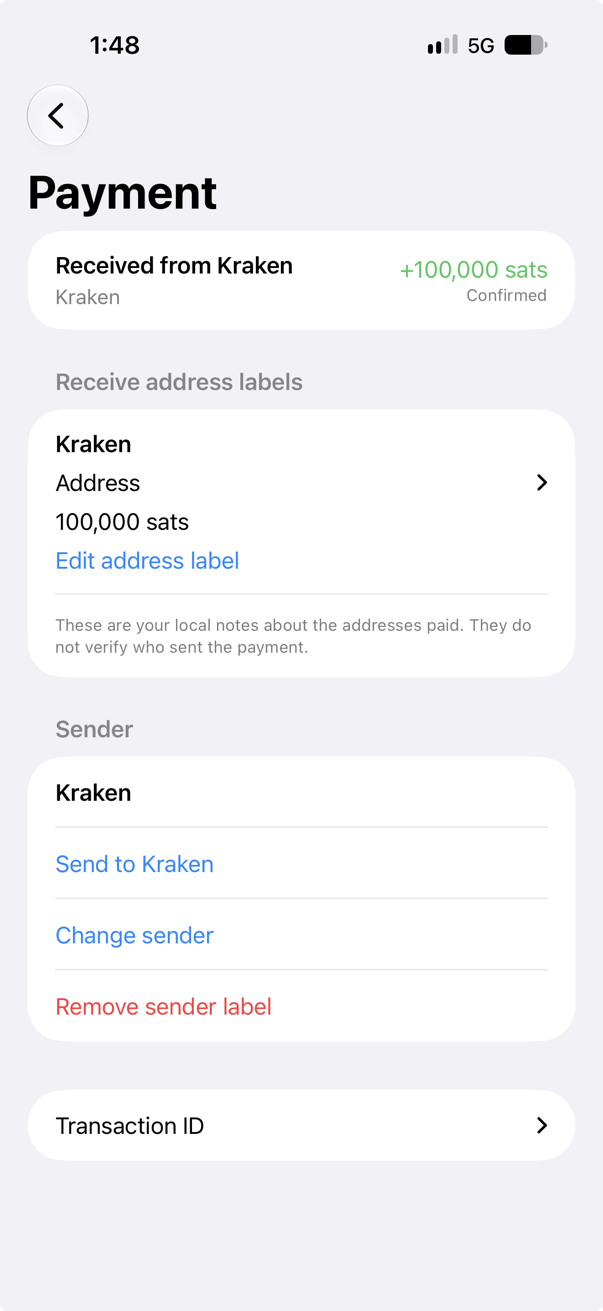 1:48
5G
Payment
Received from Kraken
+100,000 sats
Kraken
Confirmed
Receive address labels
Kraken
Address
100,000 sats
Edit address label
These are your local notes about the addresses paid. They do
not verify who sent the payment.
Sender
Kraken
Send to Kraken
Change sender
Remove sender label
Transaction ID